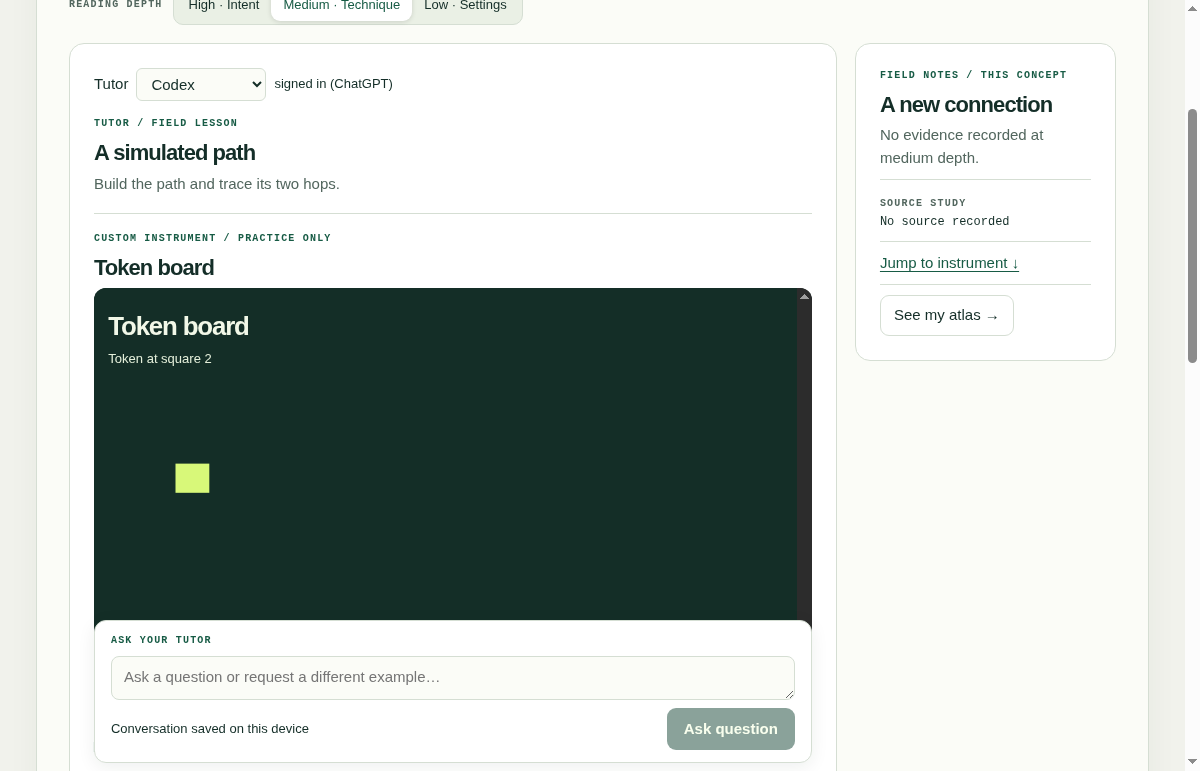 READING DEPTH
High · Intent
Medium · Technique
Low · Settings
Tutor
Codex
signed in (ChatGPT)
TUTOR / FIELD LESSON
A simulated path
Build the path and trace its two hops.
CUSTOM INSTRUMENT / PRACTICE ONLY
Token board
Token board
Token at square 2
ASK YOUR TUTOR
Ask a question or request a different example…
Conversation saved on this device
Ask question
FIELD NOTES / THIS CONCEPT
A new connection
No evidence recorded at
medium depth.
SOURCE STUDY
No source recorded
Jump to instrument ↓
See my atlas →